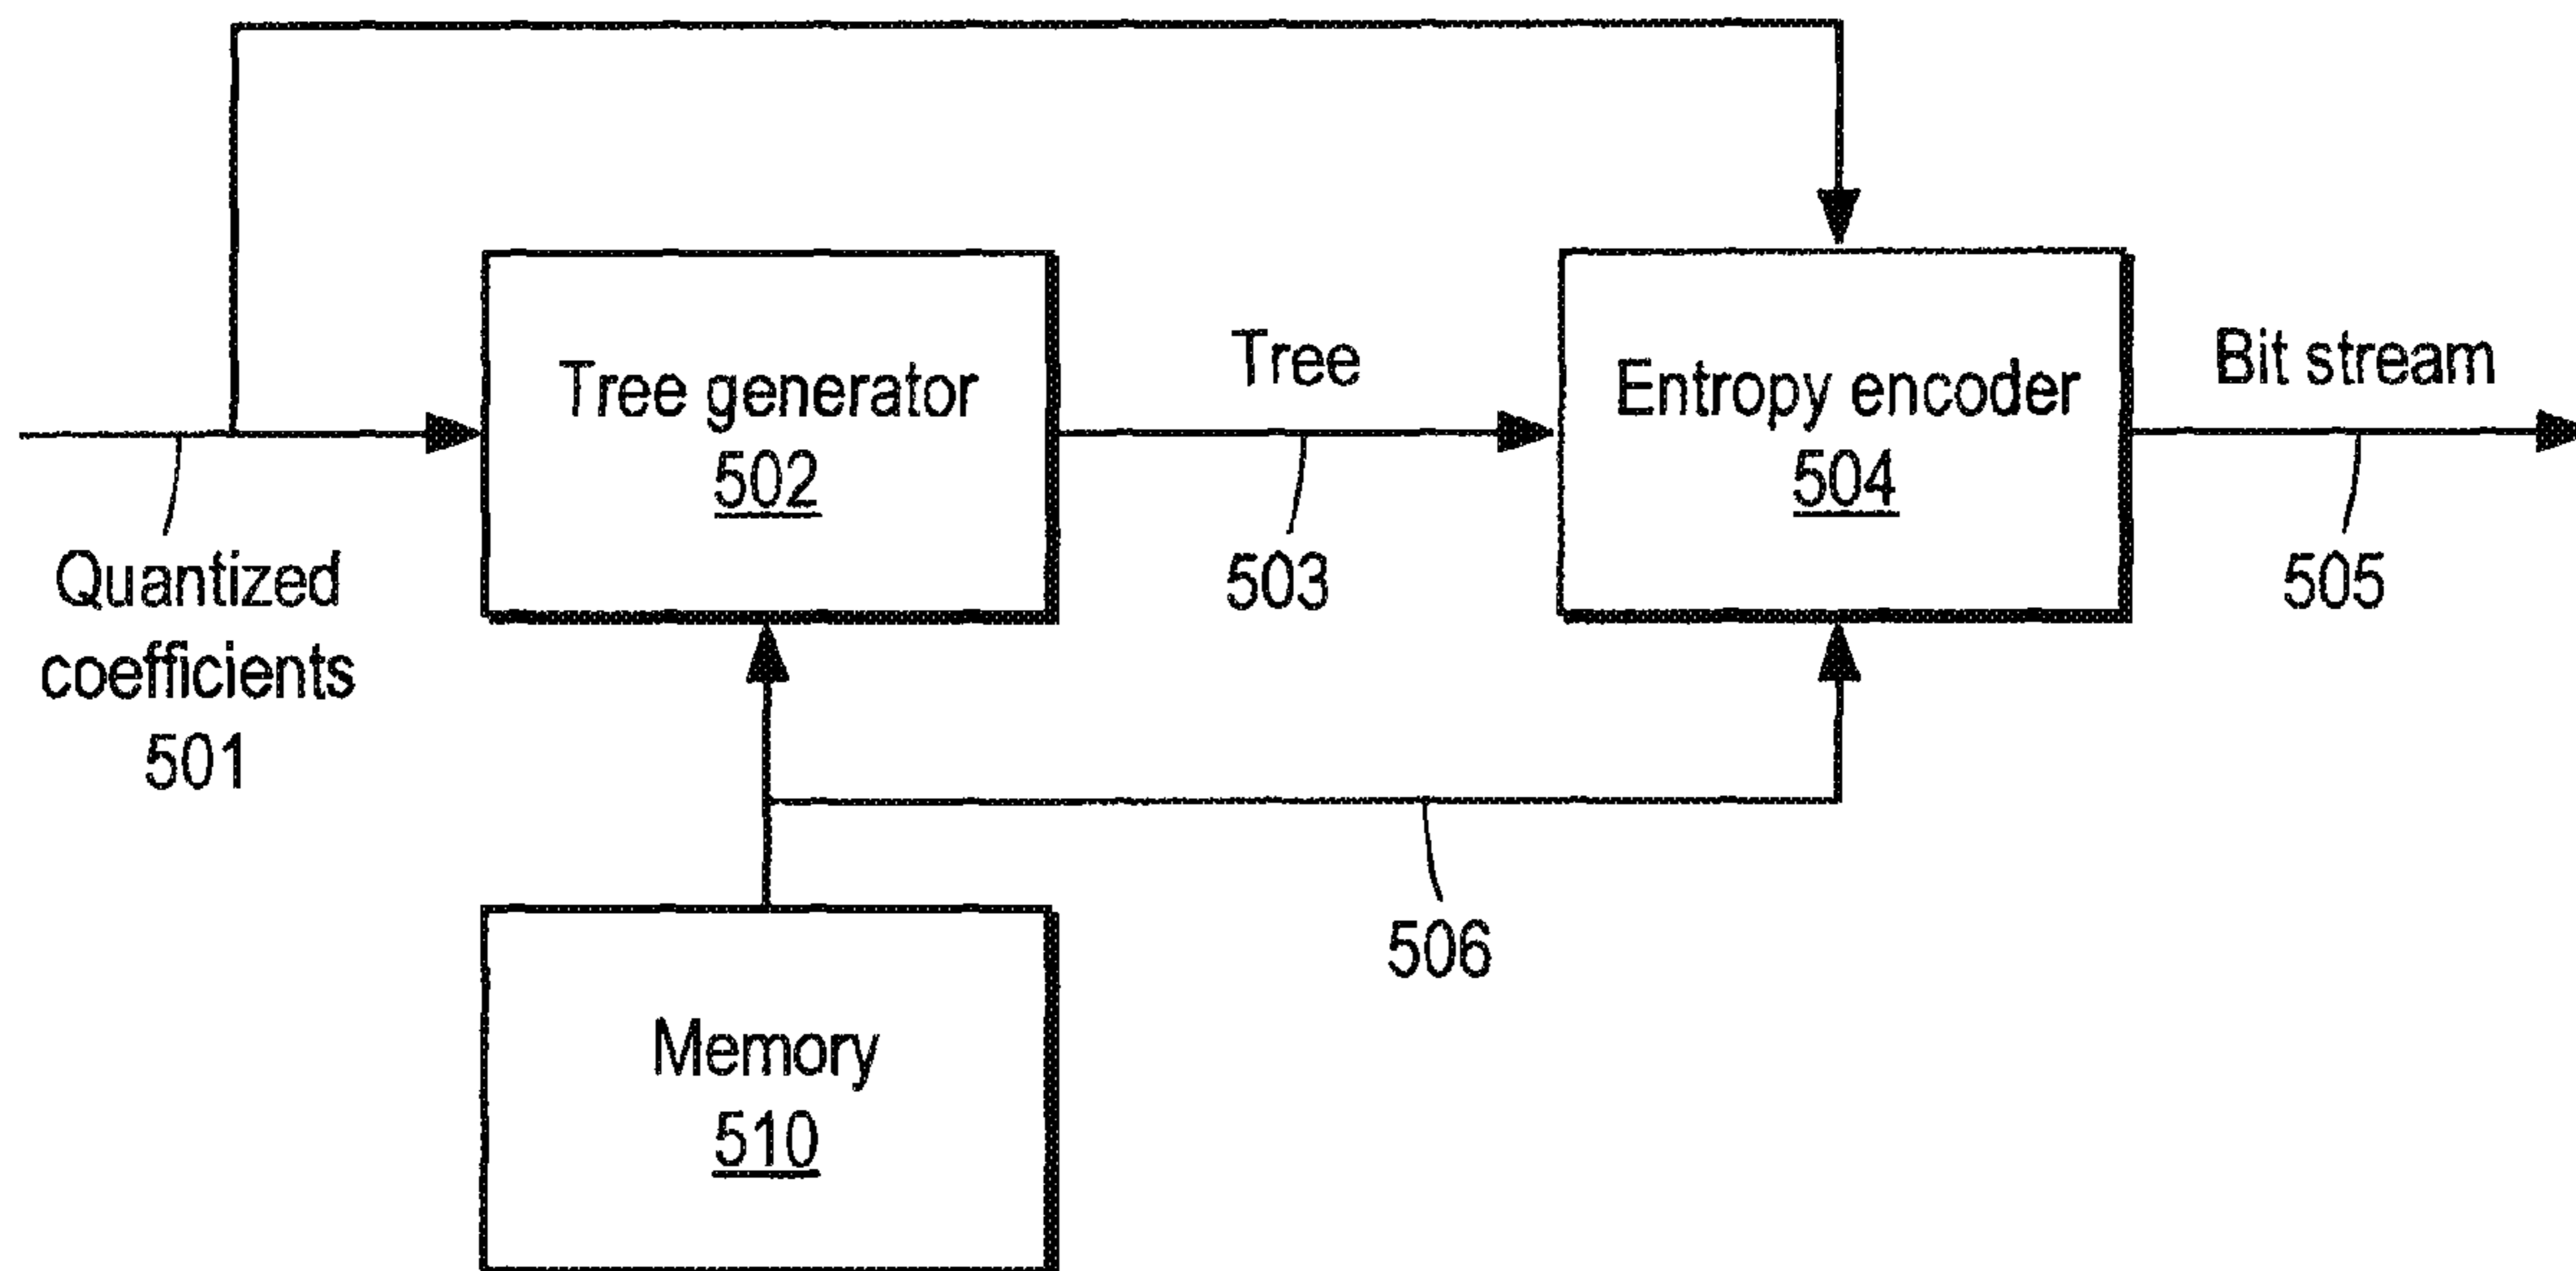 Tree generator
502
Tree
503
Entropy encoder
504
Bit stream
505
Quantized
coefficients
501
506
Memory
510